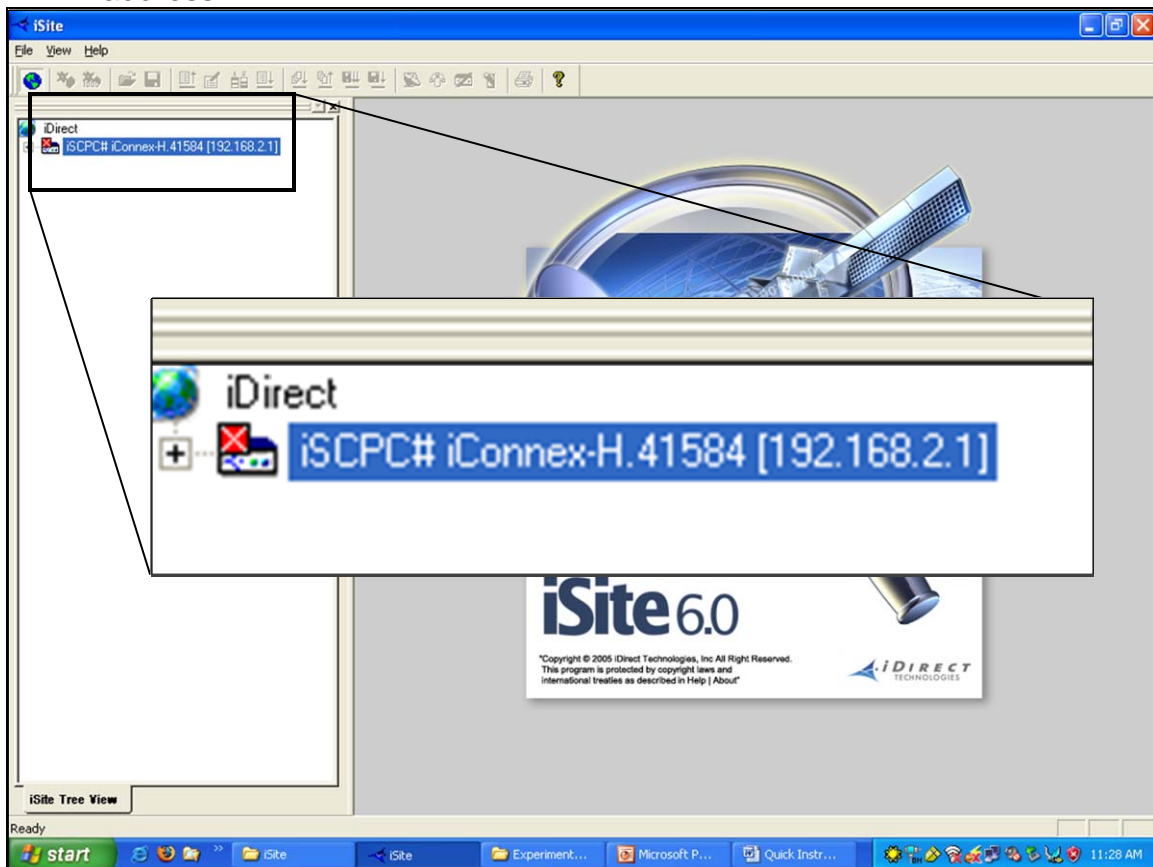 iSite
File View Help
iDirect
iSCPC# iConnex-H.41584 [192.168.2.1]
iDirect
iSCPC# iConnex-H.41584 [192.168.2.1]
iSite 6.0
"Copyright © 2005 iDirect Technologies, Inc All Right Reserved.
This program is protected by copyright laws and
international treaties as described in Help | About"
iDIRECT
TECHNOLOGIES
iSite Tree View
Ready
start iSite iSite Experiment... Microsoft P... Quick Instr... 11:28 AM